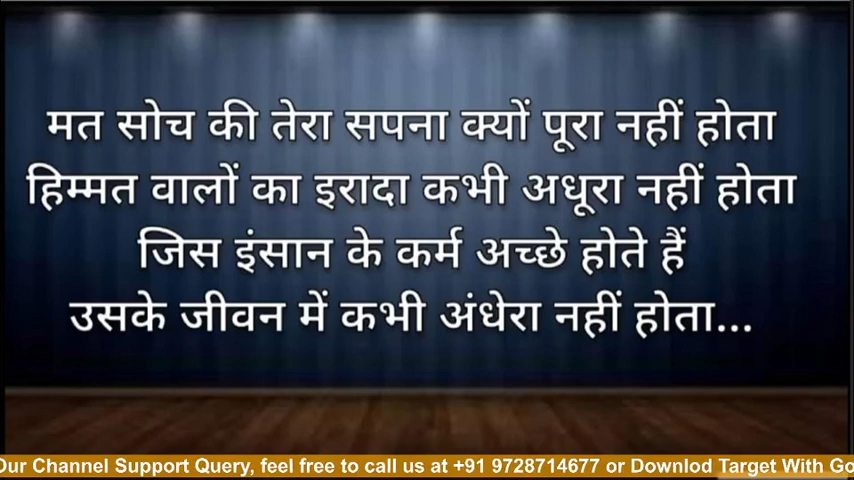 मत सोच की तेरा सपना क्यों पूरा नहीं होता
हिम्मत वालों का इरादा कभी अधूरा नहीं होता
जिस इंसान के कर्म अच्छे होते हैं
उसके जीवन में कभी अंधेरा नहीं होता...
Our Channel Support Query, feel free to call us at +91 9728714677 or Downlod Target With Go